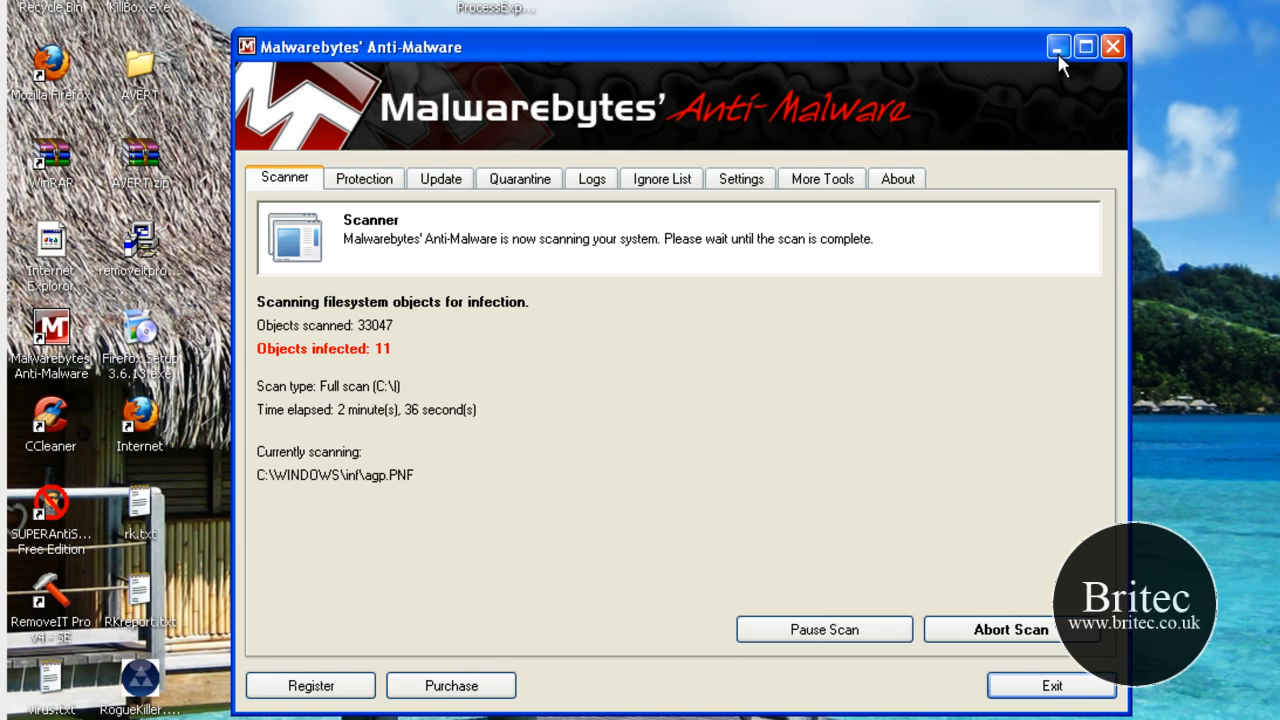 Recycle Bin
KillBox.exe
ProcessExp...
Mozilla Firefox
AVERT
WinRAR
AVERT.zip
Internet Exploror
removeitpro...
Malwarebytes' Anti-Malware
Firefox Setup 3.6.13.exe
CCleaner
Internet
SUPERAntiS... Free Edition
rk.txt
RemoveIT Pro v4 - SE
RKreport.txt
Virus.txt
RogueKiller....
Malwarebytes' Anti-Malware
Malwarebytes' Anti-Malware
Scanner
Protection
Update
Quarantine
Logs
Ignore List
Settings
More Tools
About
Scanner
Malwarebytes' Anti-Malware is now scanning your system. Please wait until the scan is complete.
Scanning filesystem objects for infection.
Objects scanned: 33047
Objects infected: 11
Scan type: Full scan (C:\|)
Time elapsed: 2 minute(s), 36 second(s)
Currently scanning:
C:\WINDOWS\inf\agp.PNF
Pause Scan
Abort Scan
Register
Purchase
Exit
Britec
www.britec.co.uk